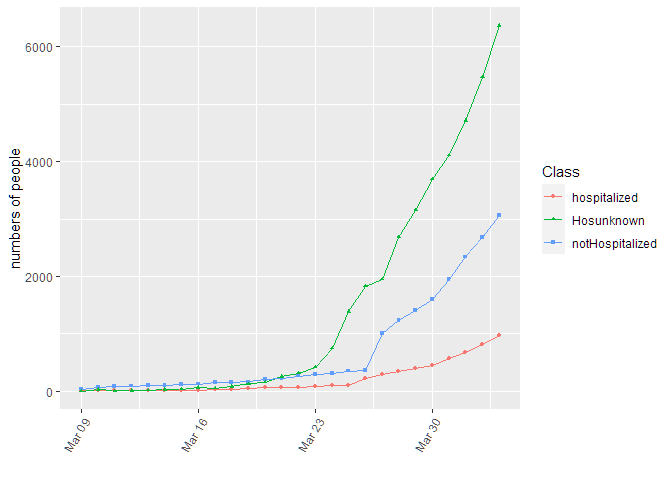 numbers of people
6000
4000
2000
0
Mar 09
Mar 16
Mar 23
Mar 30
Class
hospitalized
Hosunknown
notHospitalized